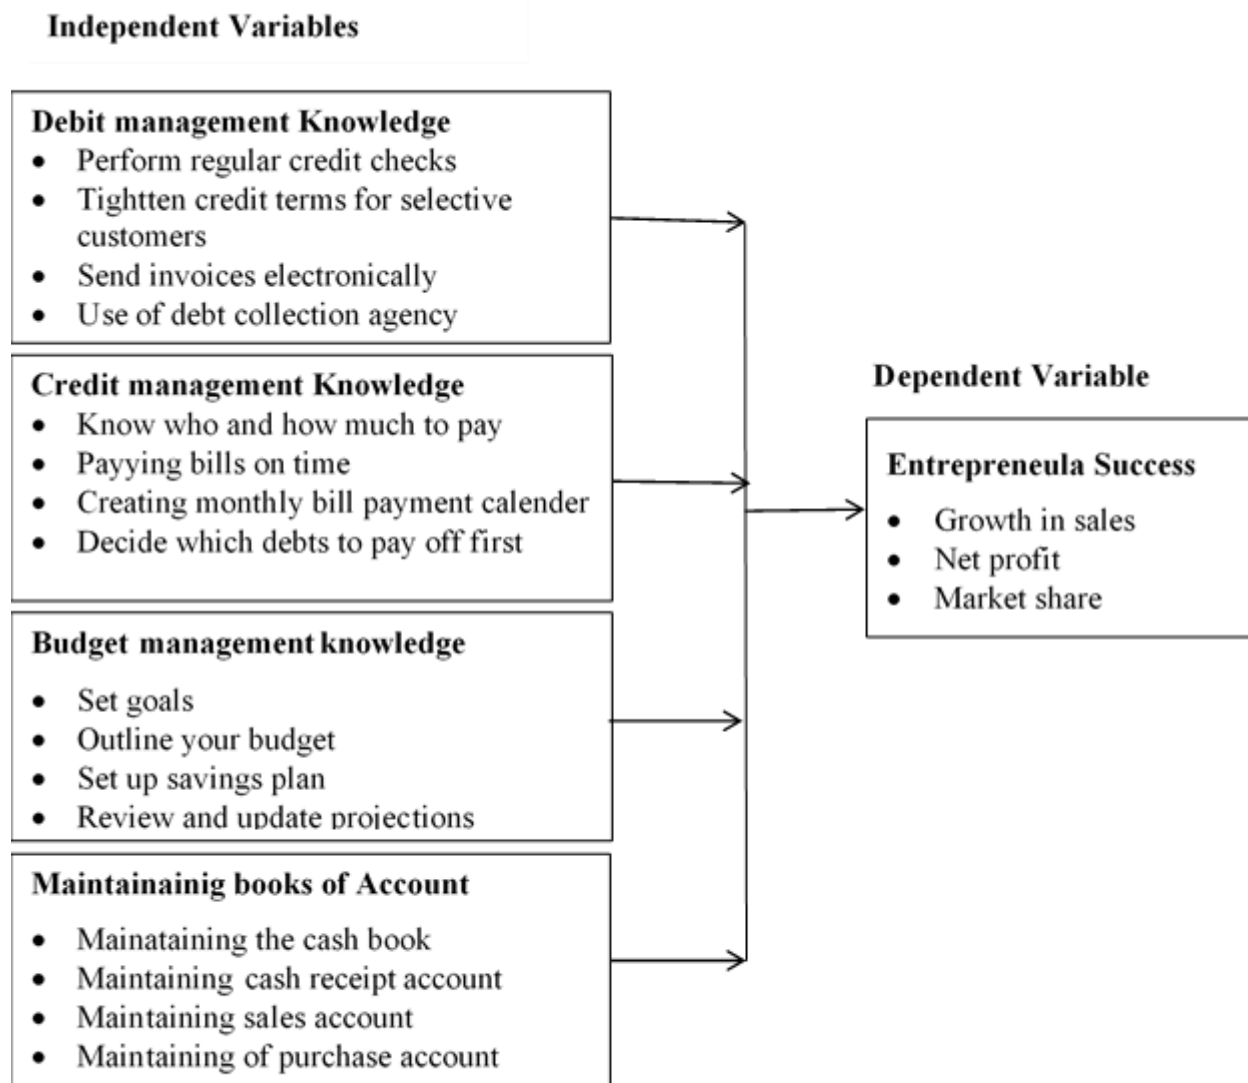 Independent Variables
Debit management Knowledge
• Perform regular credit checks
• Tightten credit terms for selective
customers
• Send invoices electronically
• Use of debt collection agency
Credit management Knowledge
• Know who and how much to pay
• Payying bills on time
• Creating monthly bill payment calender
• Decide which debts to pay off first
Budget management knowledge
• Set goals
• Outline your budget
• Set up savings plan
• Review and update projections
Maintainainig books of Account
• Mainataining the cash book
• Maintaining cash receipt account
• Maintaining sales account
• Maintaining of purchase account
Dependent Variable
Entrepreneula Success
• Growth in sales
• Net profit
• Market share